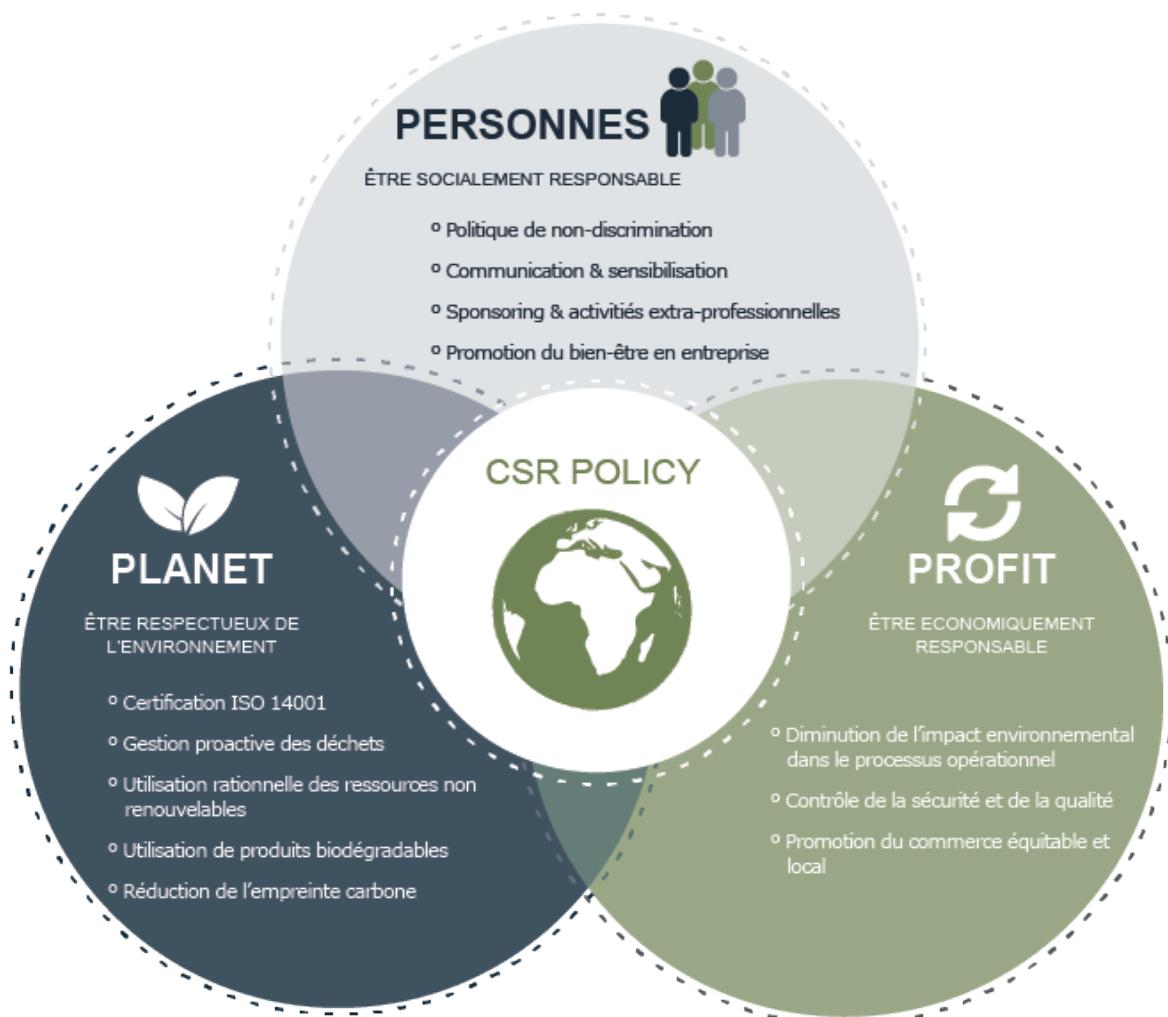 PERSONNES
ÊTRE SOCIALEMENT RESPONSABLE
º Politique de non-discrimination
º Communication & sensibilisation
º Sponsoring & activitiés extra-professionnelles
º Promotion du bien-être en entreprise
CSR POLICY
PLANET
ÊTRE RESPECTUEUX DE
L'ENVIRONNEMENT
º Certification ISO 14001
º Gestion proactive des déchets
º Utilisation rationnelle des ressources non
renouvelables
º Utilisation de produits biodégradables
º Réduction de l'empreinte carbone
PROFIT
ÊTRE ECONOMIQUEMENT
RESPONSABLE
º Diminution de l'impact environnemental
dans le processus opérationnel
º Contrôle de la sécurité et de la qualité
º Promotion du commerce équitable et
local